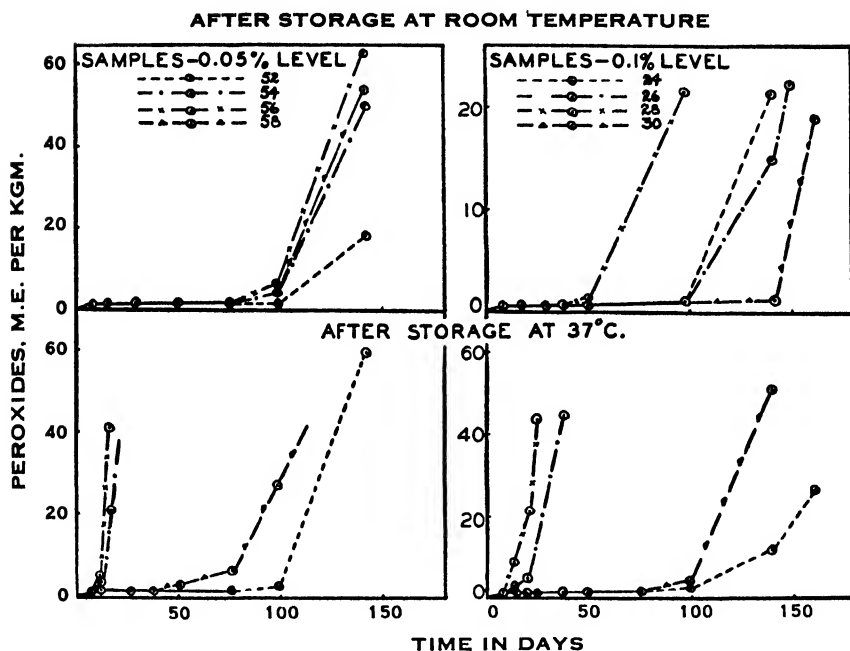 AFTER STORAGE AT ROOM TEMPERATURE
SAMPLES-0.05% LEVEL
52
54
56
58
SAMPLES-0.1% LEVEL
24
26
28
30
60
40
20
0
20
10
0
PEROXIDES, M.E. PER KGM.
AFTER STORAGE AT 37°C.
60
40
20
0
60
40
20
0
50 100 150
0 50 100 150
TIME IN DAYS